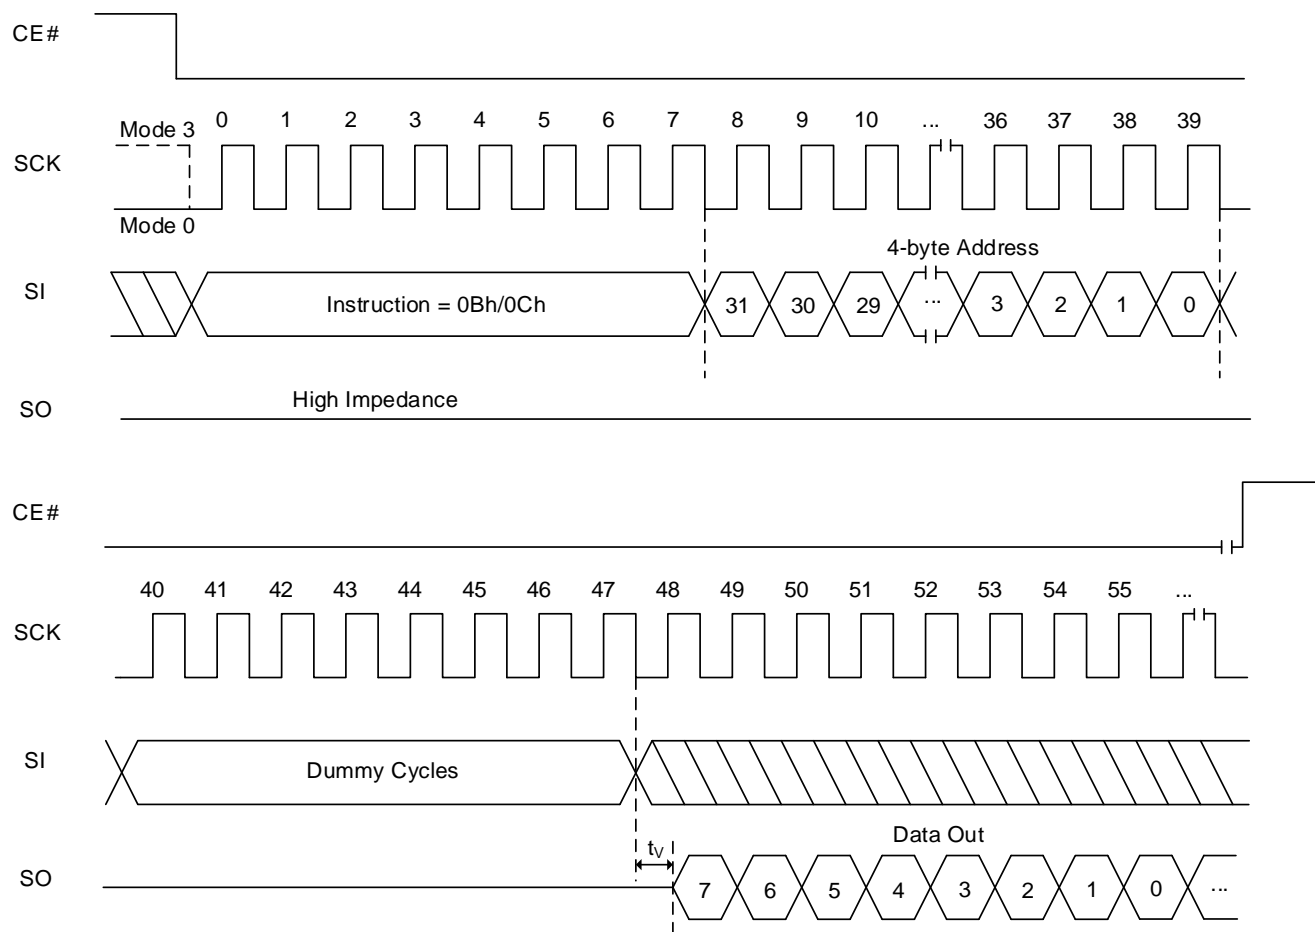 CE#
Mode 3 0 1 2 3 4 5 6 7 8 9 10 ... 36 37 38 39
SCK
Mode 0
4-byte Address
SI Instruction = 0Bh/0Ch 31 30 29 ... 3 2 1 0
SO High Impedance
CE#
40 41 42 43 44 45 46 47 48 49 50 51 52 53 54 55 ...
SCK
SI Dummy Cycles
Data Out
tV
SO 7 6 5 4 3 2 1 0 ...